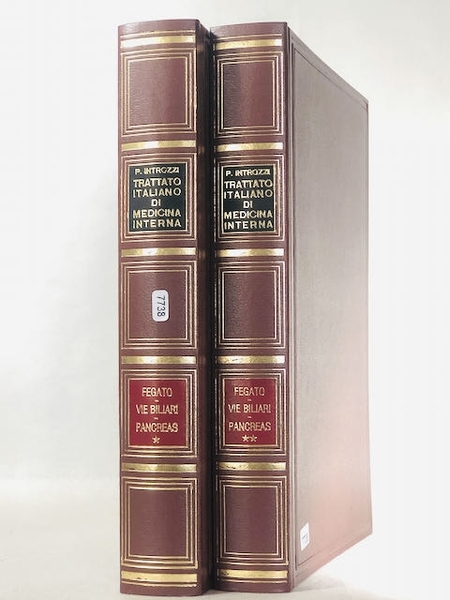 P. INTROZZI
TRATTATO
ITALIANO
DI
MEDICINA
INTERNA
7738
FEGATO
-
VIE BILIARI
-
PANCREAS
★
P. INTROZZI
TRATTATO
ITALIANO
DI
MEDICINA
INTERNA
FEGATO
-
VIE BILIARI
-
PANCREAS
★★